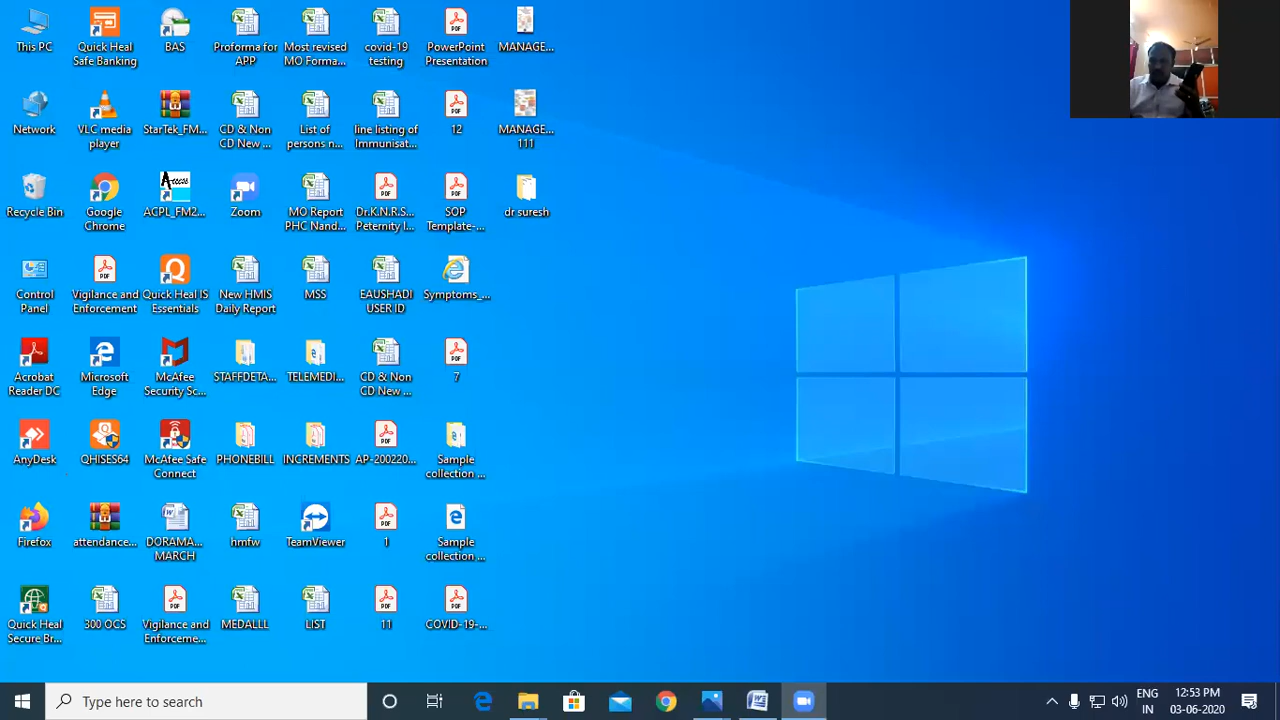 This PC
Quick Heal
Safe Banking
BAS
Proforma for
APP
Most revised
MO Forma...
covid-19
testing
PowerPoint
Presentation
MANAGE...
Network
VLC media
player
StarTek_FM...
CD & Non
CD New ...
List of
persons n...
line listing of
Immunisat...
12
MANAGE...
111
Recycle Bin
Google
Chrome
ACPL_FM2...
Zoom
MO Report
PHC Nand...
Dr.K.N.R.S...
Peternity l...
SOP
Template-...
dr suresh
Control
Panel
Vigilance and
Enforcement
Quick Heal IS
Essentials
New HMIS
Daily Report
MSS
EAUSHADI
USER ID
Symptoms_...
Acrobat
Reader DC
Microsoft
Edge
McAfee
Security Sc...
STAFFDETA...
TELEMEDI...
CD & Non
CD New ...
7
AnyDesk
QHISES64
McAfee Safe
Connect
PHONEBILL
INCREMENTS
AP-200220...
Sample
collection ...
Firefox
attendance...
DORAMA...
MARCH
hmfw
TeamViewer
1
Sample
collection ...
Quick Heal
Secure Br...
300 OCS
Vigilance and
Enforceme...
MEDALLL
LIST
11
COVID-19-...
Type here to search
ENG
IN
12:53 PM
03-06-2020